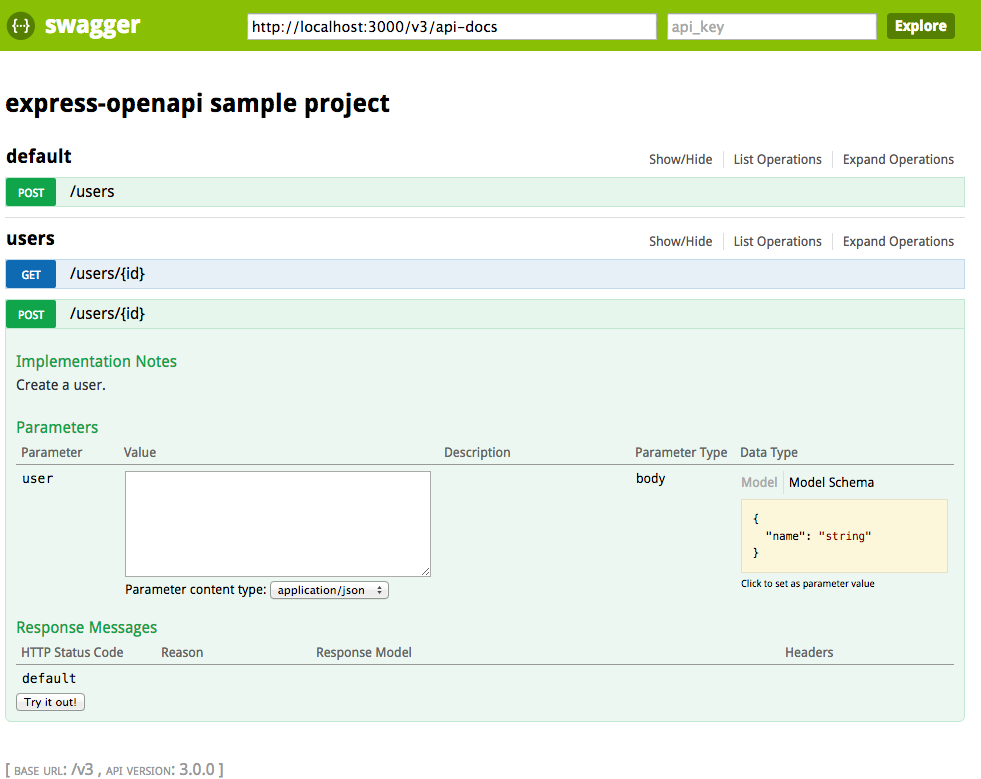 {···} swagger http://localhost:3000/v3/api-docs api_key Explore
express-openapi sample project
default Show/Hide List Operations Expand Operations
POST /users
users Show/Hide List Operations Expand Operations
GET /users/{id}
POST /users/{id}
Implementation Notes
Create a user.
Parameters
Parameter Value Description Parameter Type Data Type
user body Model Model Schema
{
"name": "string"
}
Click to set as parameter value
Parameter content type: application/json
Response Messages
HTTP Status Code Reason Response Model Headers
default
Try it out!
[ BASE URL: /v3 , API VERSION: 3.0.0 ]